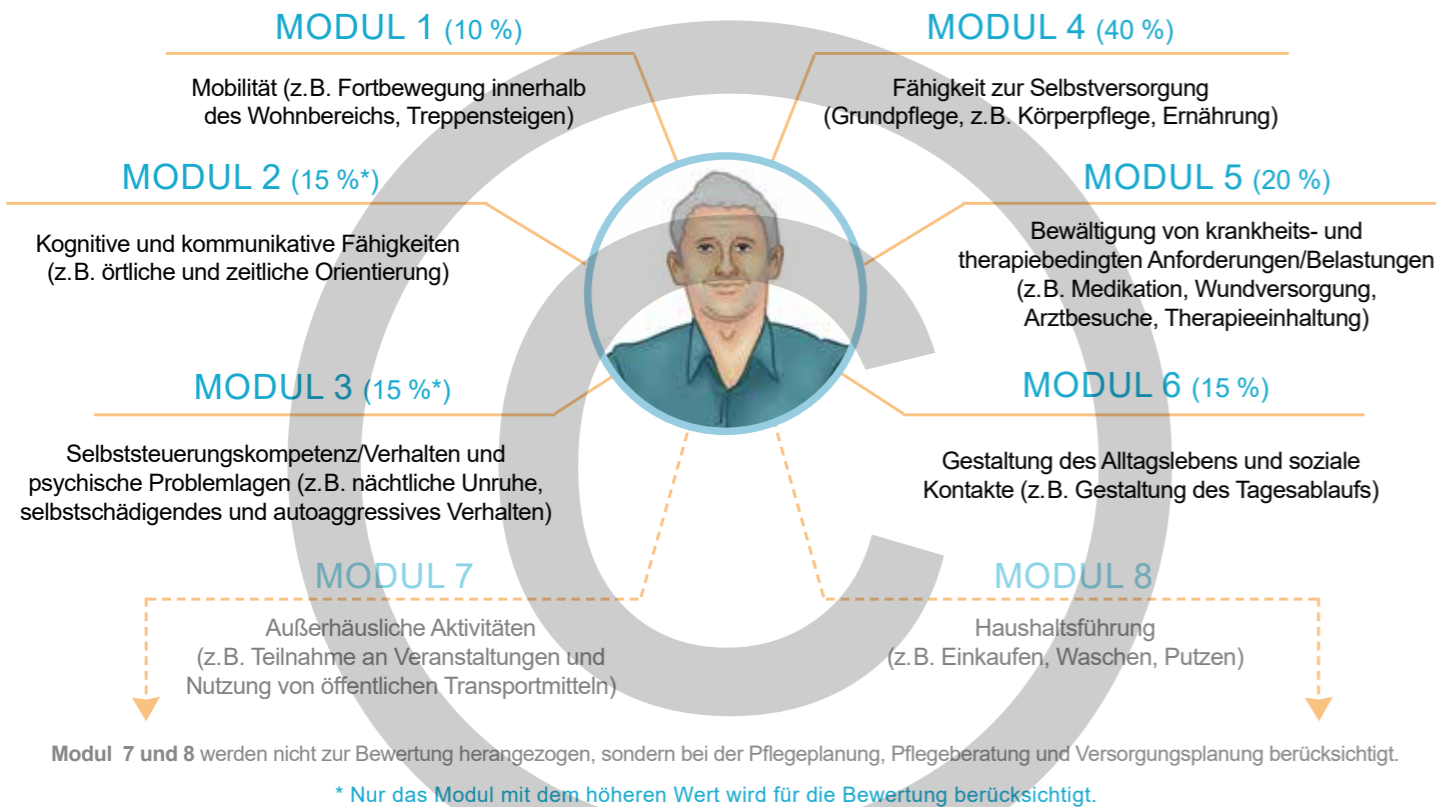 MODUL 1 (10 %)
Mobilität (z.B. Fortbewegung innerhalb
des Wohnbereichs, Treppensteigen)
MODUL 2 (15 %*)
Kognitive und kommunikative Fähigkeiten
(z.B. örtliche und zeitliche Orientierung)
MODUL 3 (15 %*)
Selbststeuerungskompetenz/Verhalten und
psychische Problemlagen (z.B. nächtliche Unruhe,
selbstschädigendes und autoaggressives Verhalten)
MODUL 4 (40 %)
Fähigkeit zur Selbstversorgung
(Grundpflege, z.B. Körperpflege, Ernährung)
MODUL 5 (20 %)
Bewältigung von krankheits- und
therapiebedingten Anforderungen/Belastungen
(z.B. Medikation, Wundversorgung,
Arztbesuche, Therapieeinhaltung)
MODUL 6 (15 %)
Gestaltung des Alltagslebens und soziale
Kontakte (z.B. Gestaltung des Tagesablaufs)
MODUL 7
Außerhäusliche Aktivitäten
(z.B. Teilnahme an Veranstaltungen und
Nutzung von öffentlichen Transportmitteln)
MODUL 8
Haushaltsführung
(z.B. Einkaufen, Waschen, Putzen)
Modul 7 und 8 werden nicht zur Bewertung herangezogen, sondern bei der Pflegeplanung, Pflegeberatung und Versorgungsplanung berücksichtigt.
* Nur das Modul mit dem höheren Wert wird für die Bewertung berücksichtigt.
©